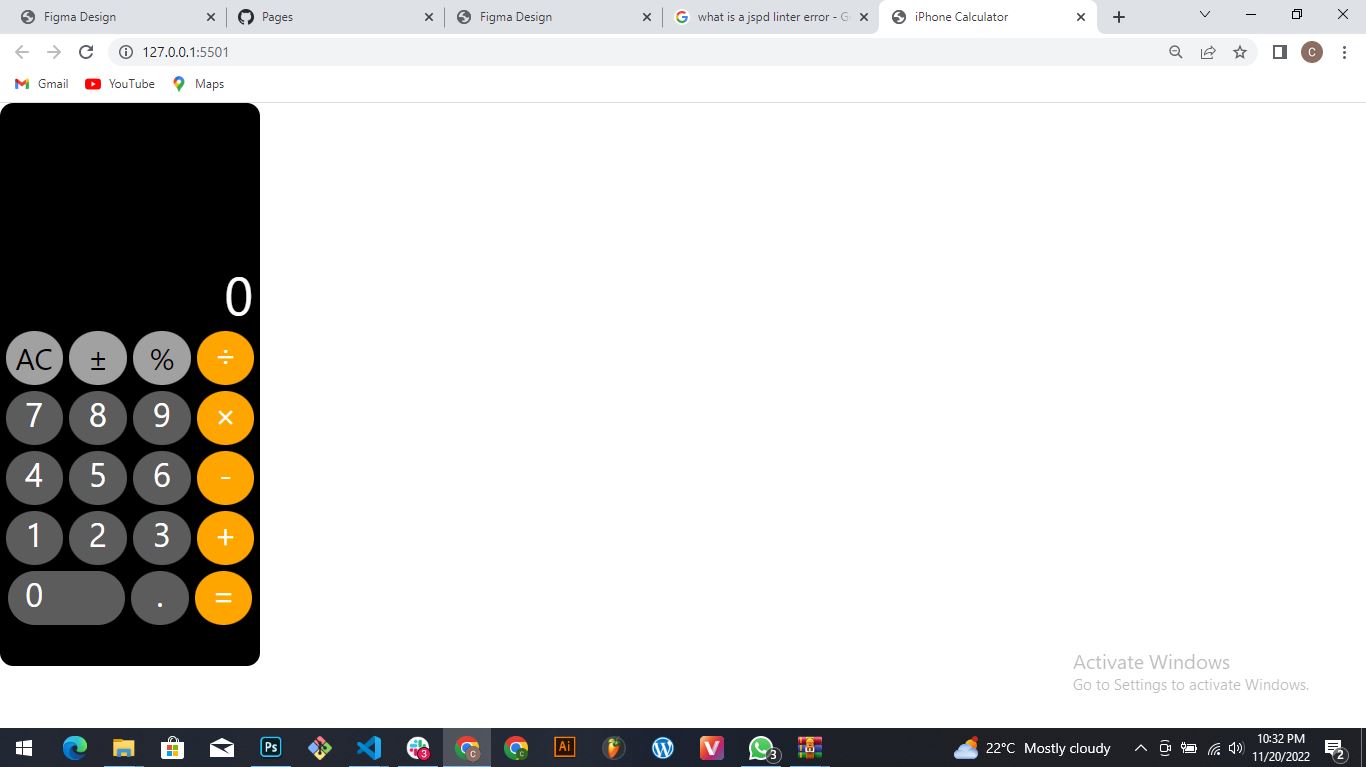 Figma Design
Pages
Figma Design
what is a jspd linter error - G
iPhone Calculator
127.0.0.1:5501
C
Gmail
YouTube
Maps
0
AC ± % ÷
7 8 9 ×
4 5 6 -
1 2 3 +
0 . =
Activate Windows
Go to Settings to activate Windows.
Ps
3
C
C
Ai
V
3
22°C Mostly cloudy
10:32 PM
11/20/2022
2